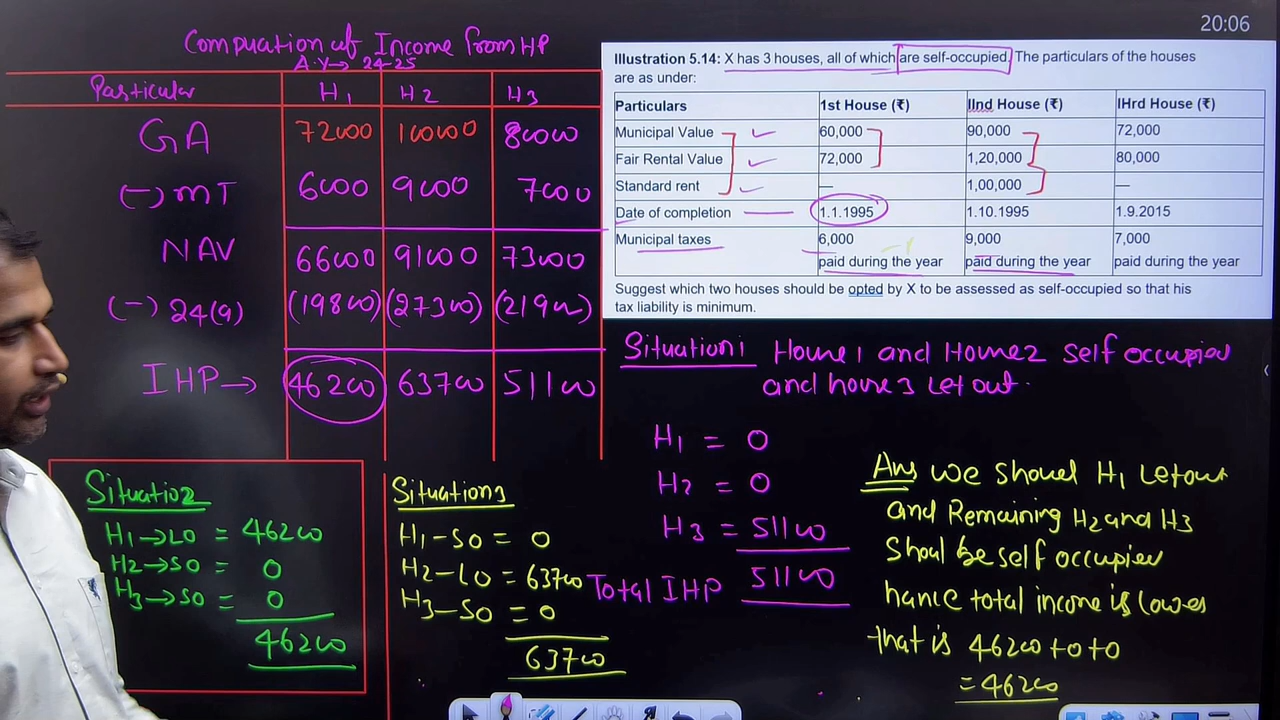 20:06
Compuation of Income from HP
A.Y→ 24-25
Particular H1 H2 H3
GA 72000 100000 80000
(-) MT 6000 9000 7000
NAV 66000 91000 73000
(-) 24(a) (19800) (27300) (21900)
IHP→ 46200 63700 51100
Illustration 5.14: X has 3 houses, all of which are self-occupied. The particulars of the houses
are as under:
Particulars 1st House (₹) IInd House (₹) IHrd House (₹)
Municipal Value 60,000 90,000 72,000
Fair Rental Value 72,000 1,20,000 80,000
Standard rent — 1,00,000 —
Date of completion 1.1.1995 1.10.1995 1.9.2015
Municipal taxes 6,000 9,000 7,000
paid during the year paid during the year paid during the year
Suggest which two houses should be opted by X to be assessed as self-occupied so that his
tax liability is minimum.
Situation1 House1 and House2 self occupied
and house3 Let out.
H1 = 0
H2 = 0
H3 = 51100
Total IHP 51100
Situatio2
H1→LO = 46200
H2→SO = 0
H3→SO = 0
46200
Situation3
H1-SO = 0
H2-LO = 63700
H3-SO = 0
63700
Ans we should H1 Letout
and Remaining H2 and H3
Should be self occupied
hance total income is lower
that is 46200+0+0
=46200